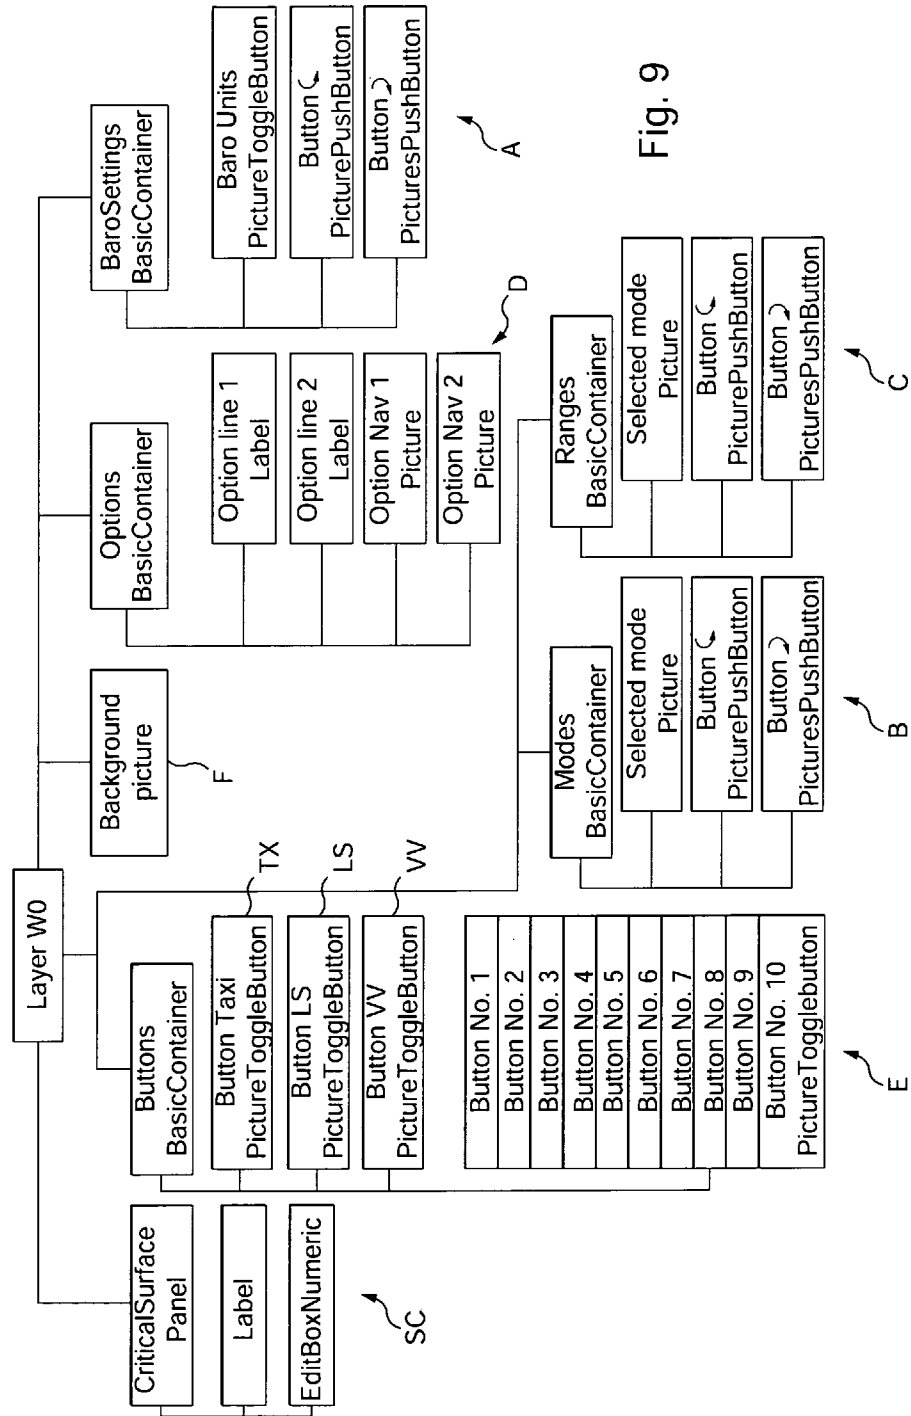 Layer W0
CriticalSurface
Panel
Label
EditBoxNumeric
SC
Buttons
BasicContainer
Button Taxi
PictureToggleButton
TX
Button LS
PictureToggleButton
LS
Button VV
PictureToggleButton
VV
Button No. 1
Button No. 2
Button No. 3
Button No. 4
Button No. 5
Button No. 6
Button No. 7
Button No. 8
Button No. 9
Button No. 10
PictureTogglebutton
E
Background
picture
F
Options
BasicContainer
Option line 1
Label
Option line 2
Label
Option Nav 1
Picture
Option Nav 2
Picture
D
BaroSettings
BasicContainer
Baro Units
PictureToggleButton
Button
PicturePushButton
Button
PicturesPushButton
A
Modes
BasicContainer
Selected mode
Picture
Button
PicturePushButton
Button
PicturesPushButton
B
Ranges
BasicContainer
Selected mode
Picture
Button
PicturePushButton
Button
PicturesPushButton
C
Fig. 9